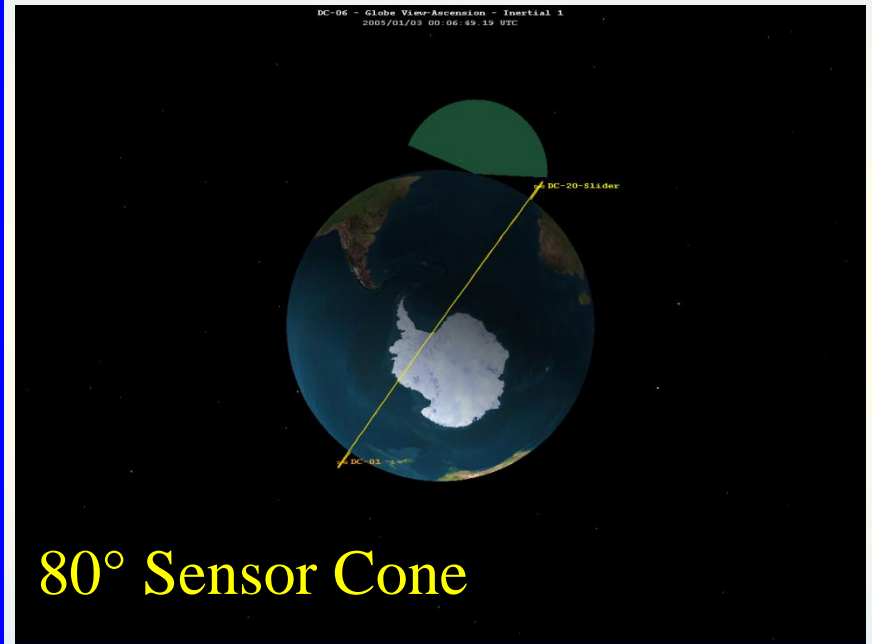 DC-06 - Globe View-Ascension - Inertial 1
2005/01/03 00:06:49.19 UTC
DC-20-Slider
DC-01
80° Sensor Cone